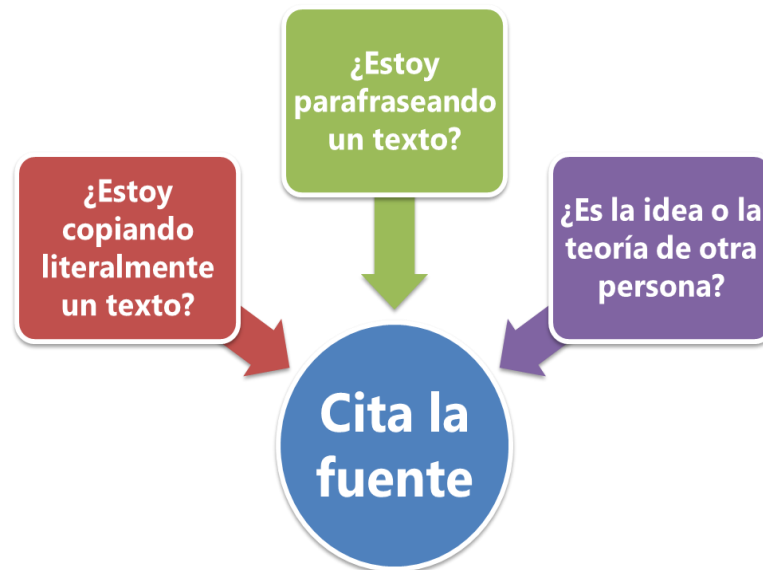 ¿Estoy
parafraseando
un texto?
¿Estoy
copiando
literalmente
un texto?
¿Es la idea o la
teoría de otra
persona?
Cita la
fuente